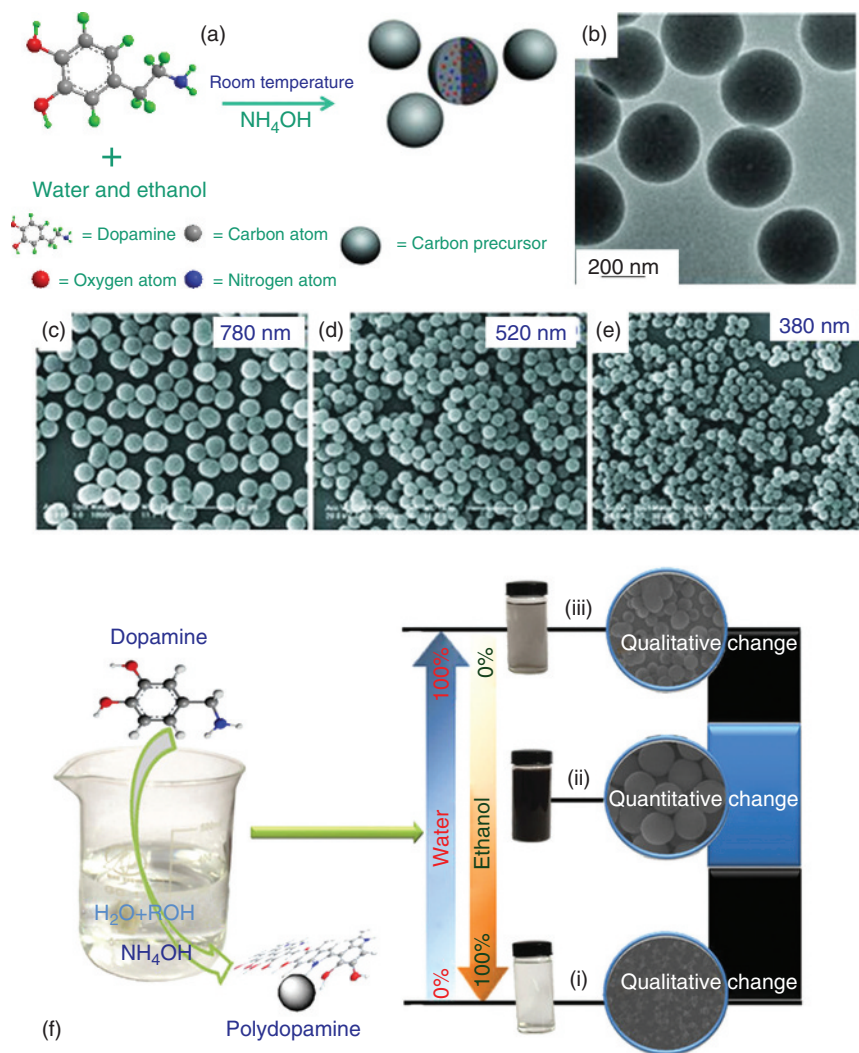 (a)
Room temperature
NH4OH
+
Water and ethanol
= Dopamine
= Carbon atom
= Carbon precursor
= Oxygen atom
= Nitrogen atom
(b)
200 nm
(c)
780 nm
(d)
520 nm
(e)
380 nm
Dopamine
H2O+ROH
NH4OH
Polydopamine
(f)
100%
Water
0%
0%
Ethanol
100%
(iii)
Qualitative change
(ii)
Quantitative change
(i)
Qualitative change